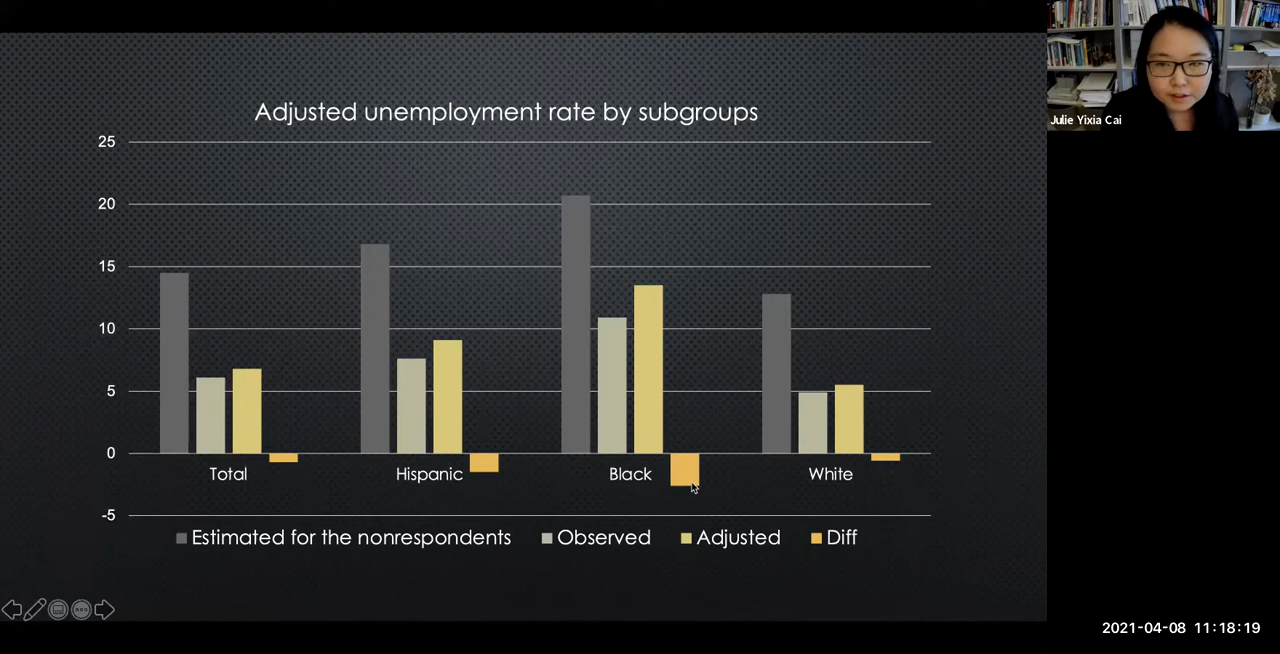 Adjusted unemployment rate by subgroups
25
20
15
10
5
0
-5
Total Hispanic Black White
Estimated for the nonrespondents Observed Adjusted Diff
Julie Yixia Cai
2021-04-08 11:18:19